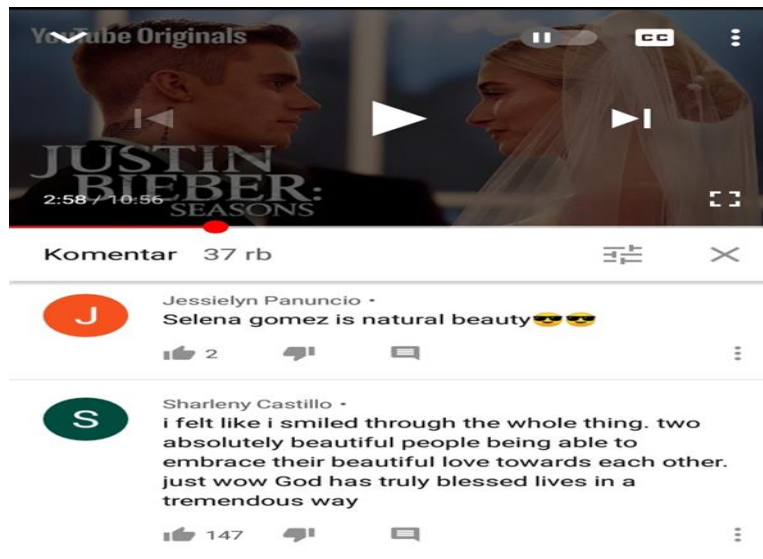 YouTube Originals
CC
JUSTIN
BIEBER:
SEASONS
2:58 / 10:56
Komentar 37 rb
J
Jessielyn Panuncio •
Selena gomez is natural beauty😎😎
2
S
Sharleny Castillo •
i felt like i smiled through the whole thing. two
absolutely beautiful people being able to
embrace their beautiful love towards each other.
just wow God has truly blessed lives in a
tremendous way
147